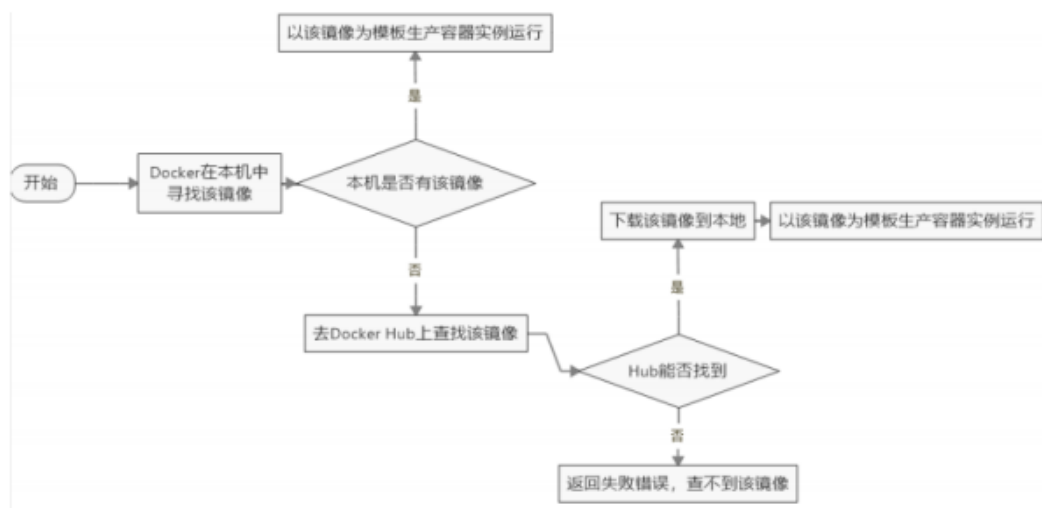 以该镜像为模板生产容器实例运行
是
开始
Docker在本机中
寻找该镜像
本机是否有该镜像
否
去Docker Hub上查找该镜像
下载该镜像到本地
以该镜像为模板生产容器实例运行
是
Hub能否找到
否
返回失败错误，查不到该镜像